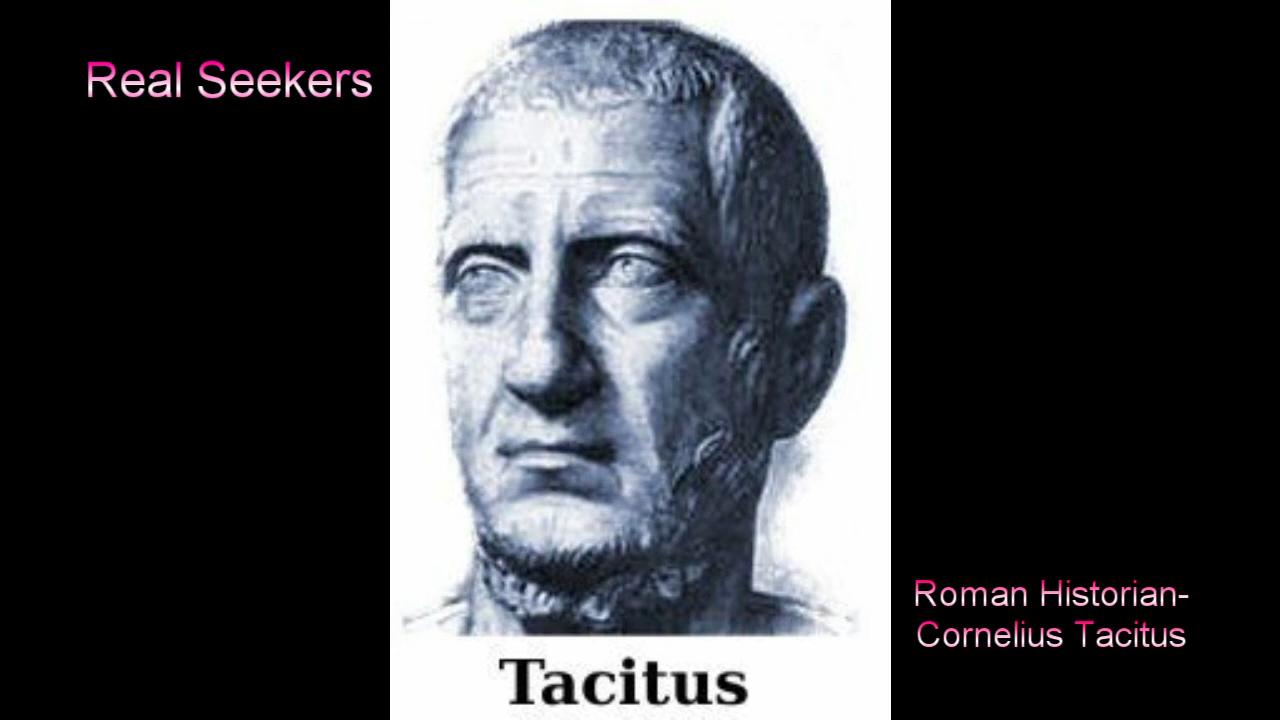 Real Seekers
Roman Historian-
Cornelius Tacitus
Tacitus